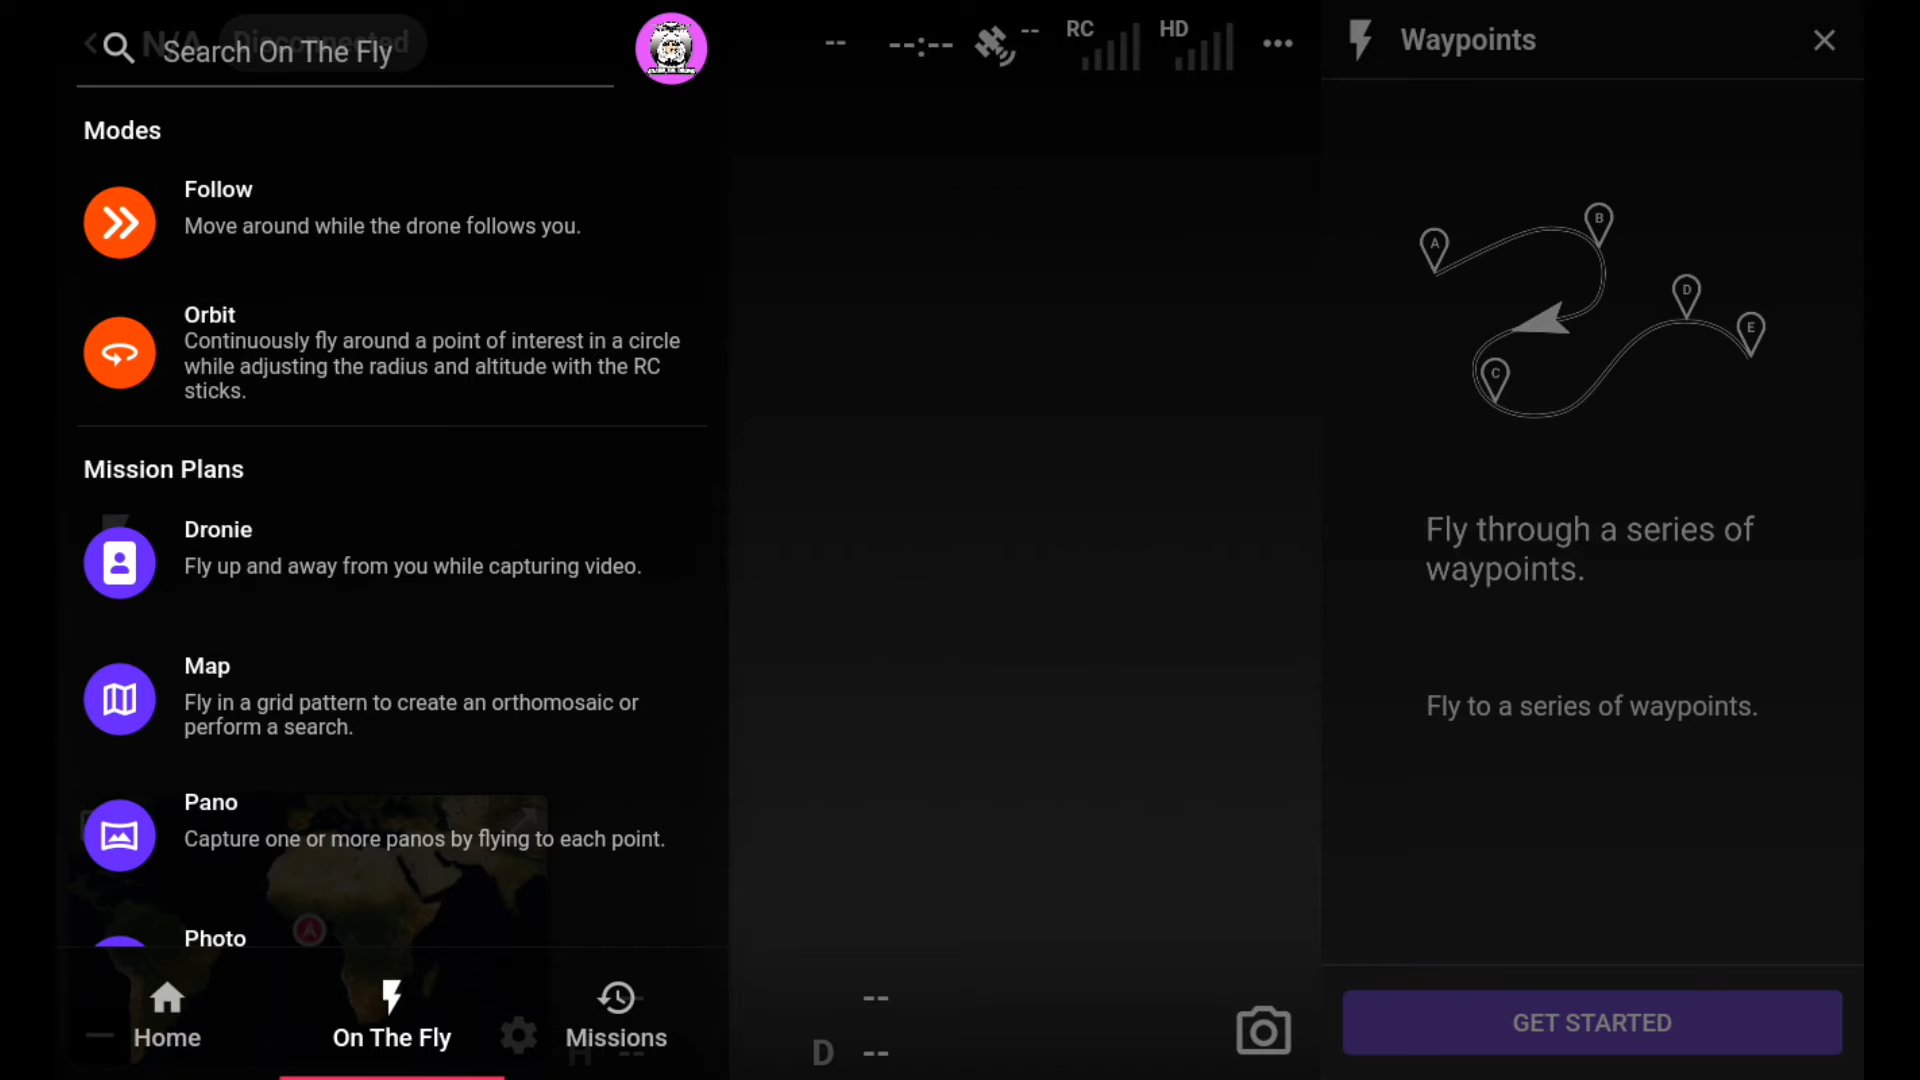 N/A Disconnected
Search On The Fly
Modes
Follow
Move around while the drone follows you.
Orbit
Continuously fly around a point of interest in a circle
while adjusting the radius and altitude with the RC
sticks.
Mission Plans
Dronie
Fly up and away from you while capturing video.
Map
Fly in a grid pattern to create an orthomosaic or
perform a search.
Pano
Capture one or more panos by flying to each point.
Photo
A
Home
On The Fly
Missions
H --
-- --:-- -- RC HD
--
D --
Waypoints
A
B
C
D
E
Fly through a series of
waypoints.
Fly to a series of waypoints.
GET STARTED